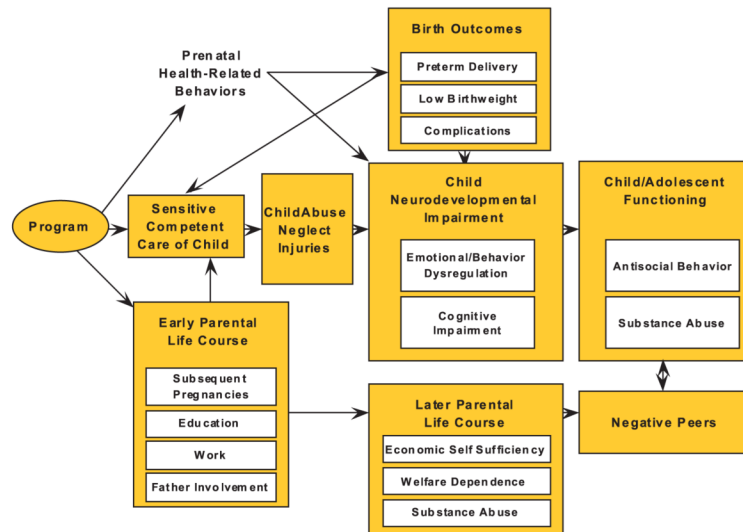 Birth Outcomes
Preterm Delivery
Low Birthweight
Complications
Prenatal
Health-Related
Behaviors
Program
Sensitive
Competent
Care of Child
ChildAbuse
Neglect
Injuries
Child
Neurodevelopmental
Impairment
Emotional/Behavior
Dysregulation
Cognitive
Impairment
Child/Adolescent
Functioning
Antisocial Behavior
Substance Abuse
Early Parental
Life Course
Subsequent
Pregnancies
Education
Work
Father Involvement
Later Parental
Life Course
Economic Self Sufficiency
Welfare Dependence
Substance Abuse
Negative Peers